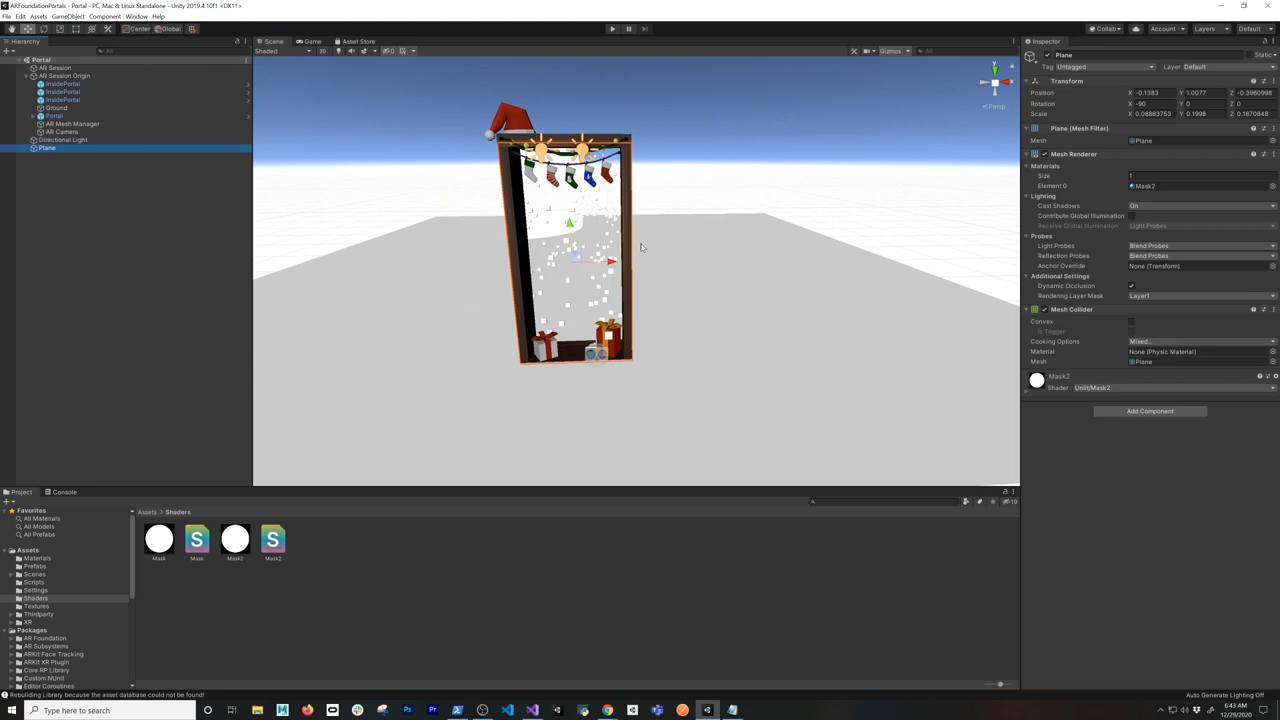 ARFoundationPortals - Portal - PC, Mac & Linux Standalone - Unity 2019.4.10f1 <DX11>
File Edit Assets GameObject Component Window Help
Center Global Collab Account Layers Default
Hierarchy Scene Game Asset Store Inspector
All Shaded 2D 0 Gizmos All Plane Static
Portal Tag Untagged Layer Default
AR Session
AR Session Origin
InsidePortal
InsidePortal
InsidePortal
Ground
Portal
AR Mesh Manager
AR Camera
Directional Light
Plane
y
Persp
Transform
Position X -0.1383 Y 1.0077 Z -0.3960998
Rotation X -90 Y 0 Z 0
Scale X 0.08883753 Y 0.1998 Z 0.1670848
Plane (Mesh Filter)
Mesh Plane
Mesh Renderer
Materials
Size 1
Element 0 Mask2
Lighting
Cast Shadows On
Contribute Global Illumination
Receive Global Illumination Light Probes
Probes
Light Probes Blend Probes
Reflection Probes Blend Probes
Anchor Override None (Transform)
Additional Settings
Dynamic Occlusion
Rendering Layer Mask Layer1
Mesh Collider
Convex
Is Trigger
Cooking Options Mixed...
Material None (Physic Material)
Mesh Plane
Mask2
Shader Unlit/Mask2
Add Component
Project Console
19
Favorites
All Materials
All Models
All Prefabs
Assets
Materials
Prefabs
Scenes
Scripts
Settings
Shaders
Textures
Thirdparty
XR
Packages
AR Foundation
AR Subsystems
ARKit Face Tracking
ARKit XR Plugin
Core RP Library
Custom NUnit
Editor Coroutines
Assets > Shaders
Mask Mask Mask2 Mask2
Rebuilding Library because the asset database could not be found! Auto Generate Lighting Off
Type here to search
6:43 AM
12/29/2020